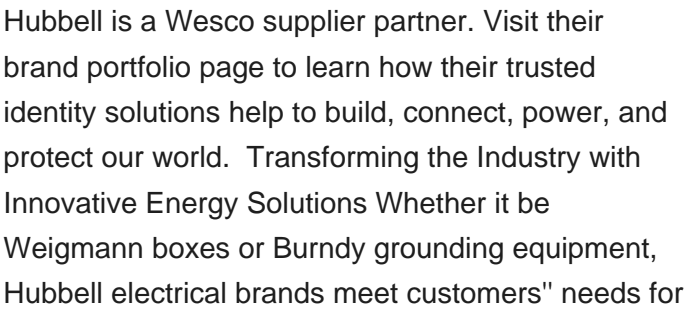 Hubbell is a Wesco supplier partner. Visit their
brand portfolio page to learn how their trusted
identity solutions help to build, connect, power, and
protect our world.  Transforming the Industry with
Innovative Energy Solutions Whether it be
Weigmann boxes or Burndy grounding equipment,
Hubbell electrical brands meet customers" needs for